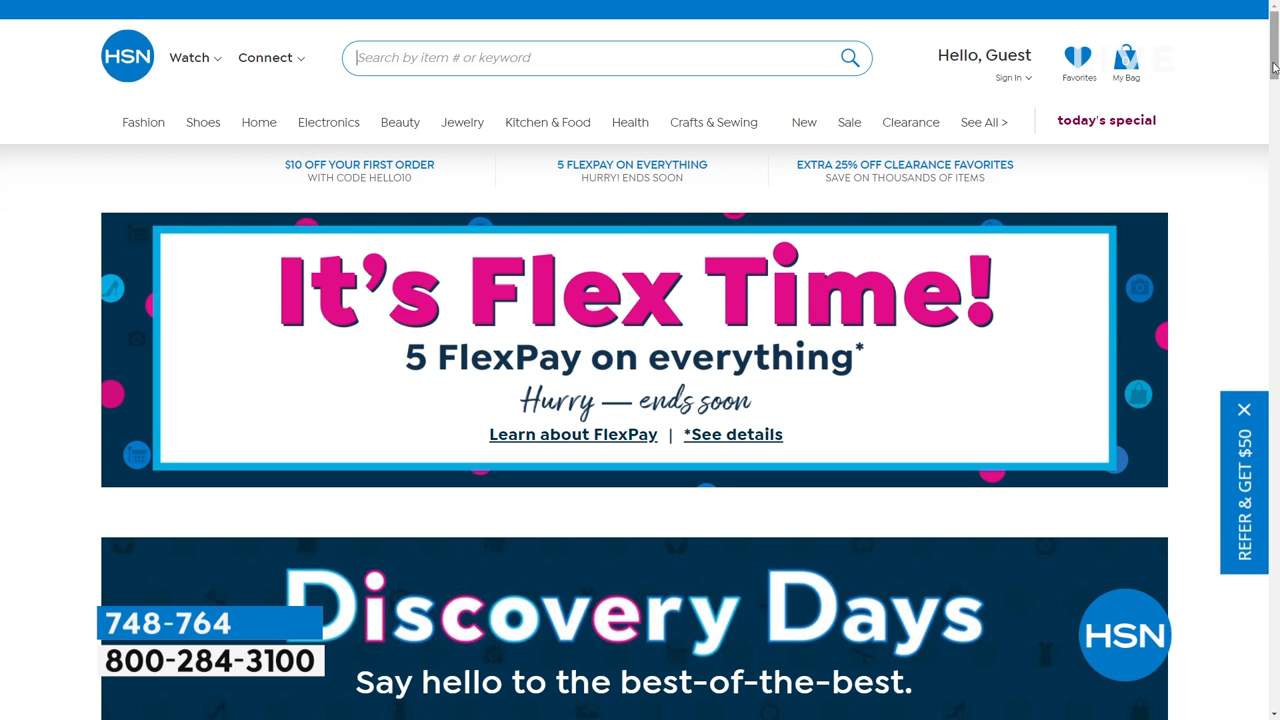 HSN
Watch
Connect
Search by item # or keyword
Hello, Guest
Sign In
Favorites
My Bag
Fashion
Shoes
Home
Electronics
Beauty
Jewelry
Kitchen & Food
Health
Crafts & Sewing
New
Sale
Clearance
See All >
today's special
$10 OFF YOUR FIRST ORDER
WITH CODE HELLO10
5 FLEXPAY ON EVERYTHING
HURRY! ENDS SOON
EXTRA 25% OFF CLEARANCE FAVORITES
SAVE ON THOUSANDS OF ITEMS
It's Flex Time!
5 FlexPay on everything*
Hurry — ends soon
Learn about FlexPay | *See details
REFER & GET $50
Discovery Days
Say hello to the best-of-the-best.
748-764
800-284-3100
HSN